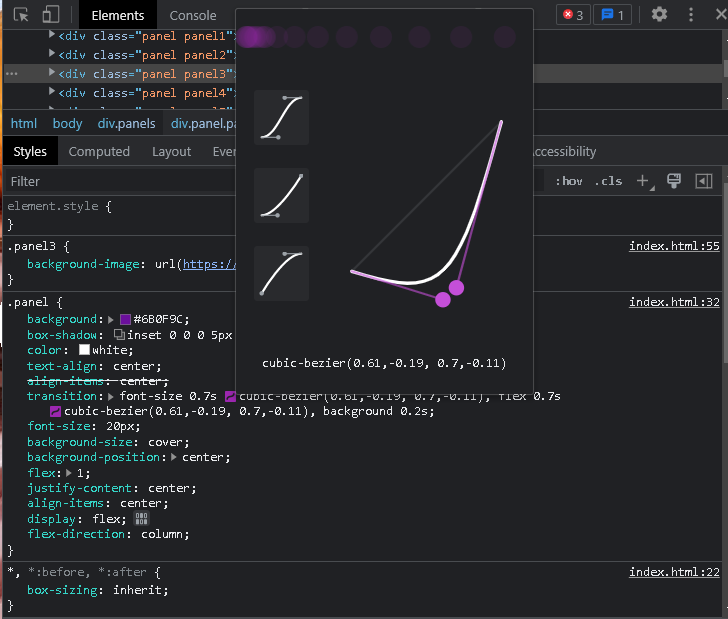 Elements Console 3 1
<div class="panel panel1">
<div class="panel panel2">
<div class="panel panel3"
<div class="panel panel4"
html body div.panels div.panel.pa
Styles Computed Layout Even Accessibility
Filter :hov .cls
element.style {
}
.panel3 { index.html:55
background-image: url(https:/
}
.panel { index.html:32
background: #6B0F9C;
box-shadow: inset 0 0 0 5px
color: white;
text-align: center;
cubic-bezier(0.61,-0.19, 0.7,-0.11)
align-items: center;
transition: font-size 0.7s cubic-bezier(0.61,-0.19, 0.7,-0.11), flex 0.7s
cubic-bezier(0.61,-0.19, 0.7,-0.11), background 0.2s;
font-size: 20px;
background-size: cover;
background-position: center;
flex: 1;
justify-content: center;
align-items: center;
display: flex;
flex-direction: column;
}
*, *:before, *:after { index.html:22
box-sizing: inherit;
}